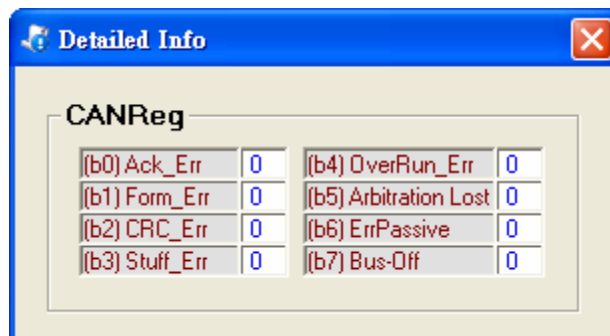 Detailed Info
CANReg
(b0) Ack_Err 0 (b4) OverRun_Err 0
(b1) Form_Err 0 (b5) Arbitration Lost 0
(b2) CRC_Err 0 (b6) ErrPassive 0
(b3) Stuff_Err 0 (b7) Bus-Off 0